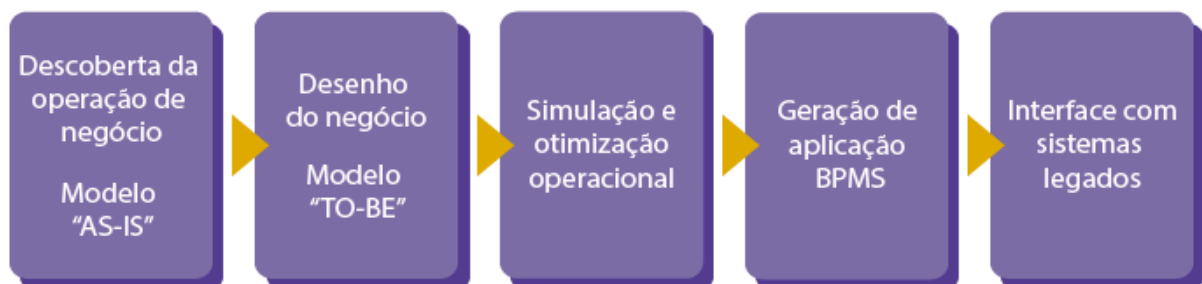 Descoberta da
operação de
negócio
Modelo
“AS-IS”
Desenho
do negócio
Modelo
“TO-BE”
Simulação e
otimização
operacional
Geração de
aplicação
BPMS
Interface com
sistemas
legados